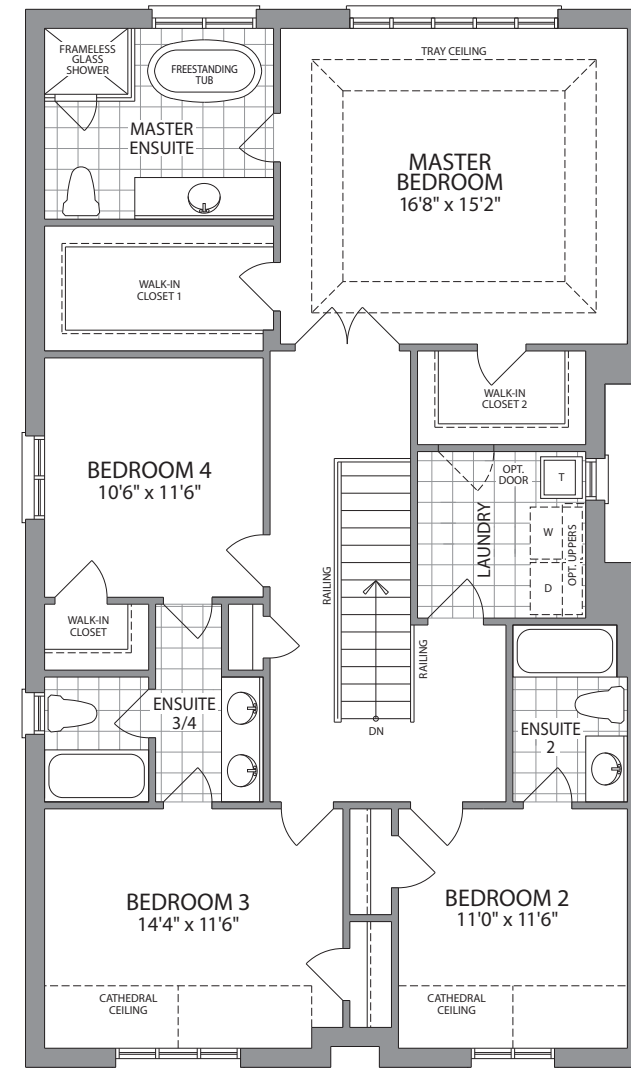 FRAMELESS
GLASS
SHOWER
FREESTANDING
TUB
MASTER
ENSUITE
TRAY CEILING
MASTER
BEDROOM
16'8" x 15'2"
WALK-IN
CLOSET 1
WALK-IN
CLOSET 2
BEDROOM 4
10'6" x 11'6"
OPT.
DOOR
T
LAUNDRY
W
D
OPT. UPPERS
RAILING
RAILING
WALK-IN
CLOSET
ENSUITE
3/4
DN
ENSUITE
2
BEDROOM 3
14'4" x 11'6"
BEDROOM 2
11'0" x 11'6"
CATHEDRAL
CEILING
CATHEDRAL
CEILING